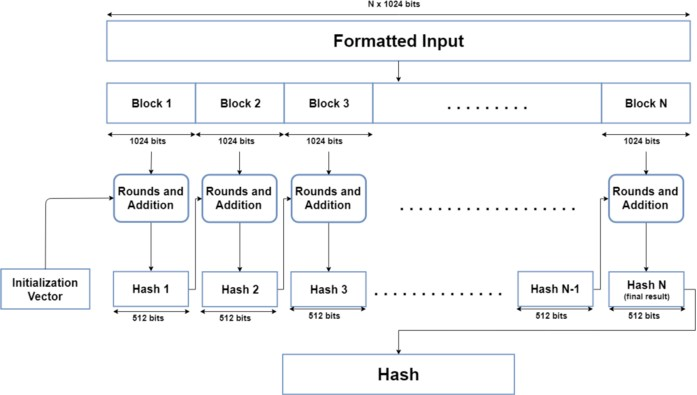 N x 1024 bits
Formatted Input
Block 1 Block 2 Block 3 . . . . . . . . . Block N
1024 bits 1024 bits 1024 bits 1024 bits
Rounds and Addition
Rounds and Addition
Rounds and Addition
. . . . . . . . . . . . . . . . . . .
Rounds and Addition
Initialization
Vector
Hash 1 Hash 2 Hash 3 . . . . . . . . . . . . . . Hash N-1 Hash N
(final result)
512 bits 512 bits 512 bits 512 bits 512 bits
Hash